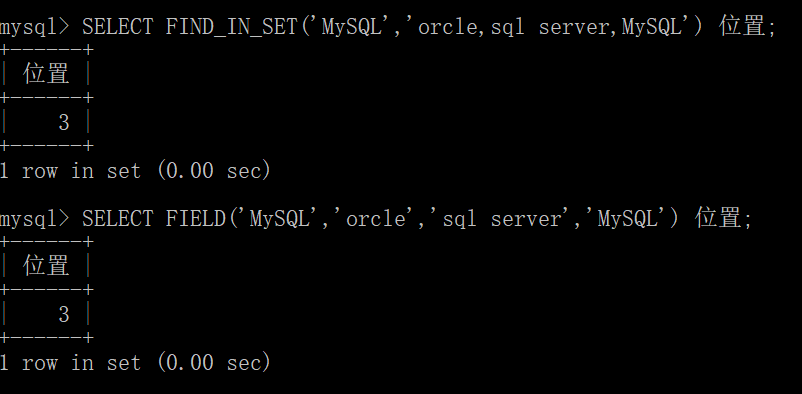 mysql> SELECT FIND_IN_SET('MySQL','orcle,sql server,MySQL') 位置;
+------+
| 位置 |
+------+
|    3 |
+------+
1 row in set (0.00 sec)
mysql> SELECT FIELD('MySQL','orcle','sql server','MySQL') 位置;
+------+
| 位置 |
+------+
|    3 |
+------+
1 row in set (0.00 sec)